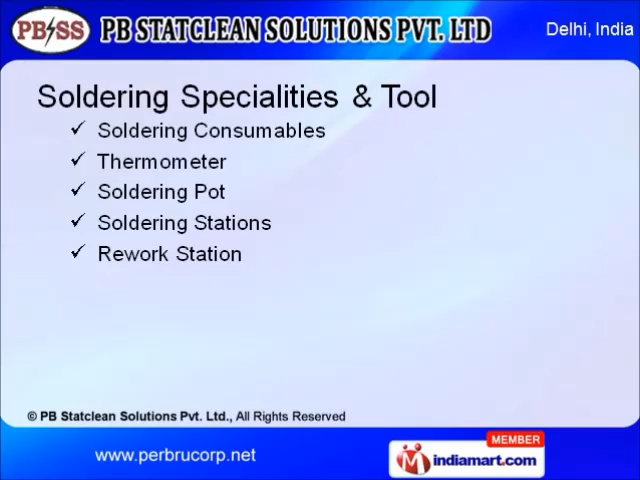 PB SS PB STATCLEAN SOLUTIONS PVT. LTD Delhi, India
Soldering Specialities & Tool
✓ Soldering Consumables
✓ Thermometer
✓ Soldering Pot
✓ Soldering Stations
✓ Rework Station
© PB Statclean Solutions Pvt. Ltd., All Rights Reserved
MEMBER
www.perbrucorp.net indiamart.com